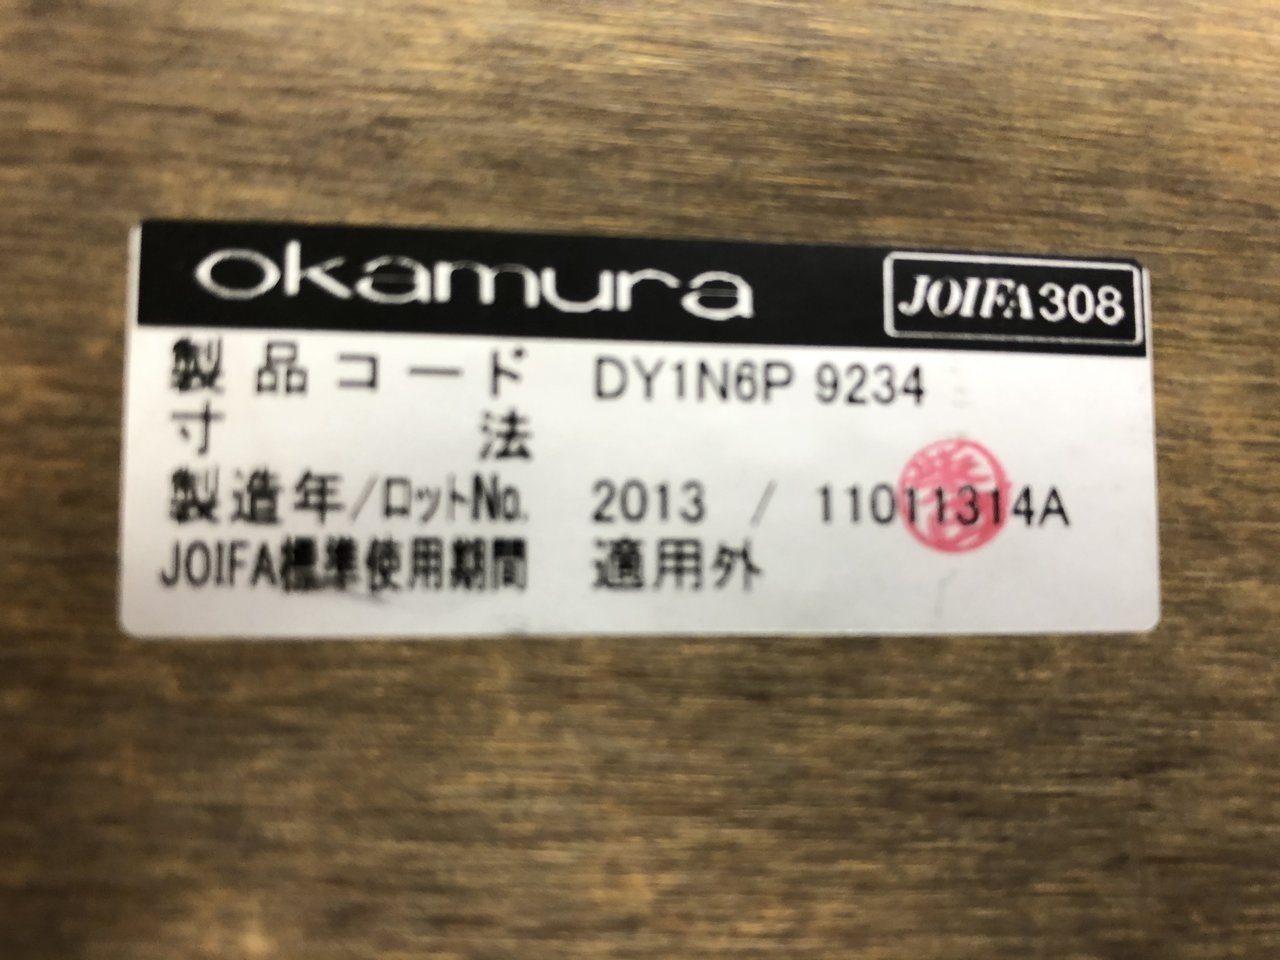 okamura JOIFA308
製品コード DY1N6P 9234
寸法
製造年/ロットNo. 2013 / 11011314A
JOIFA標準使用期間 適用外